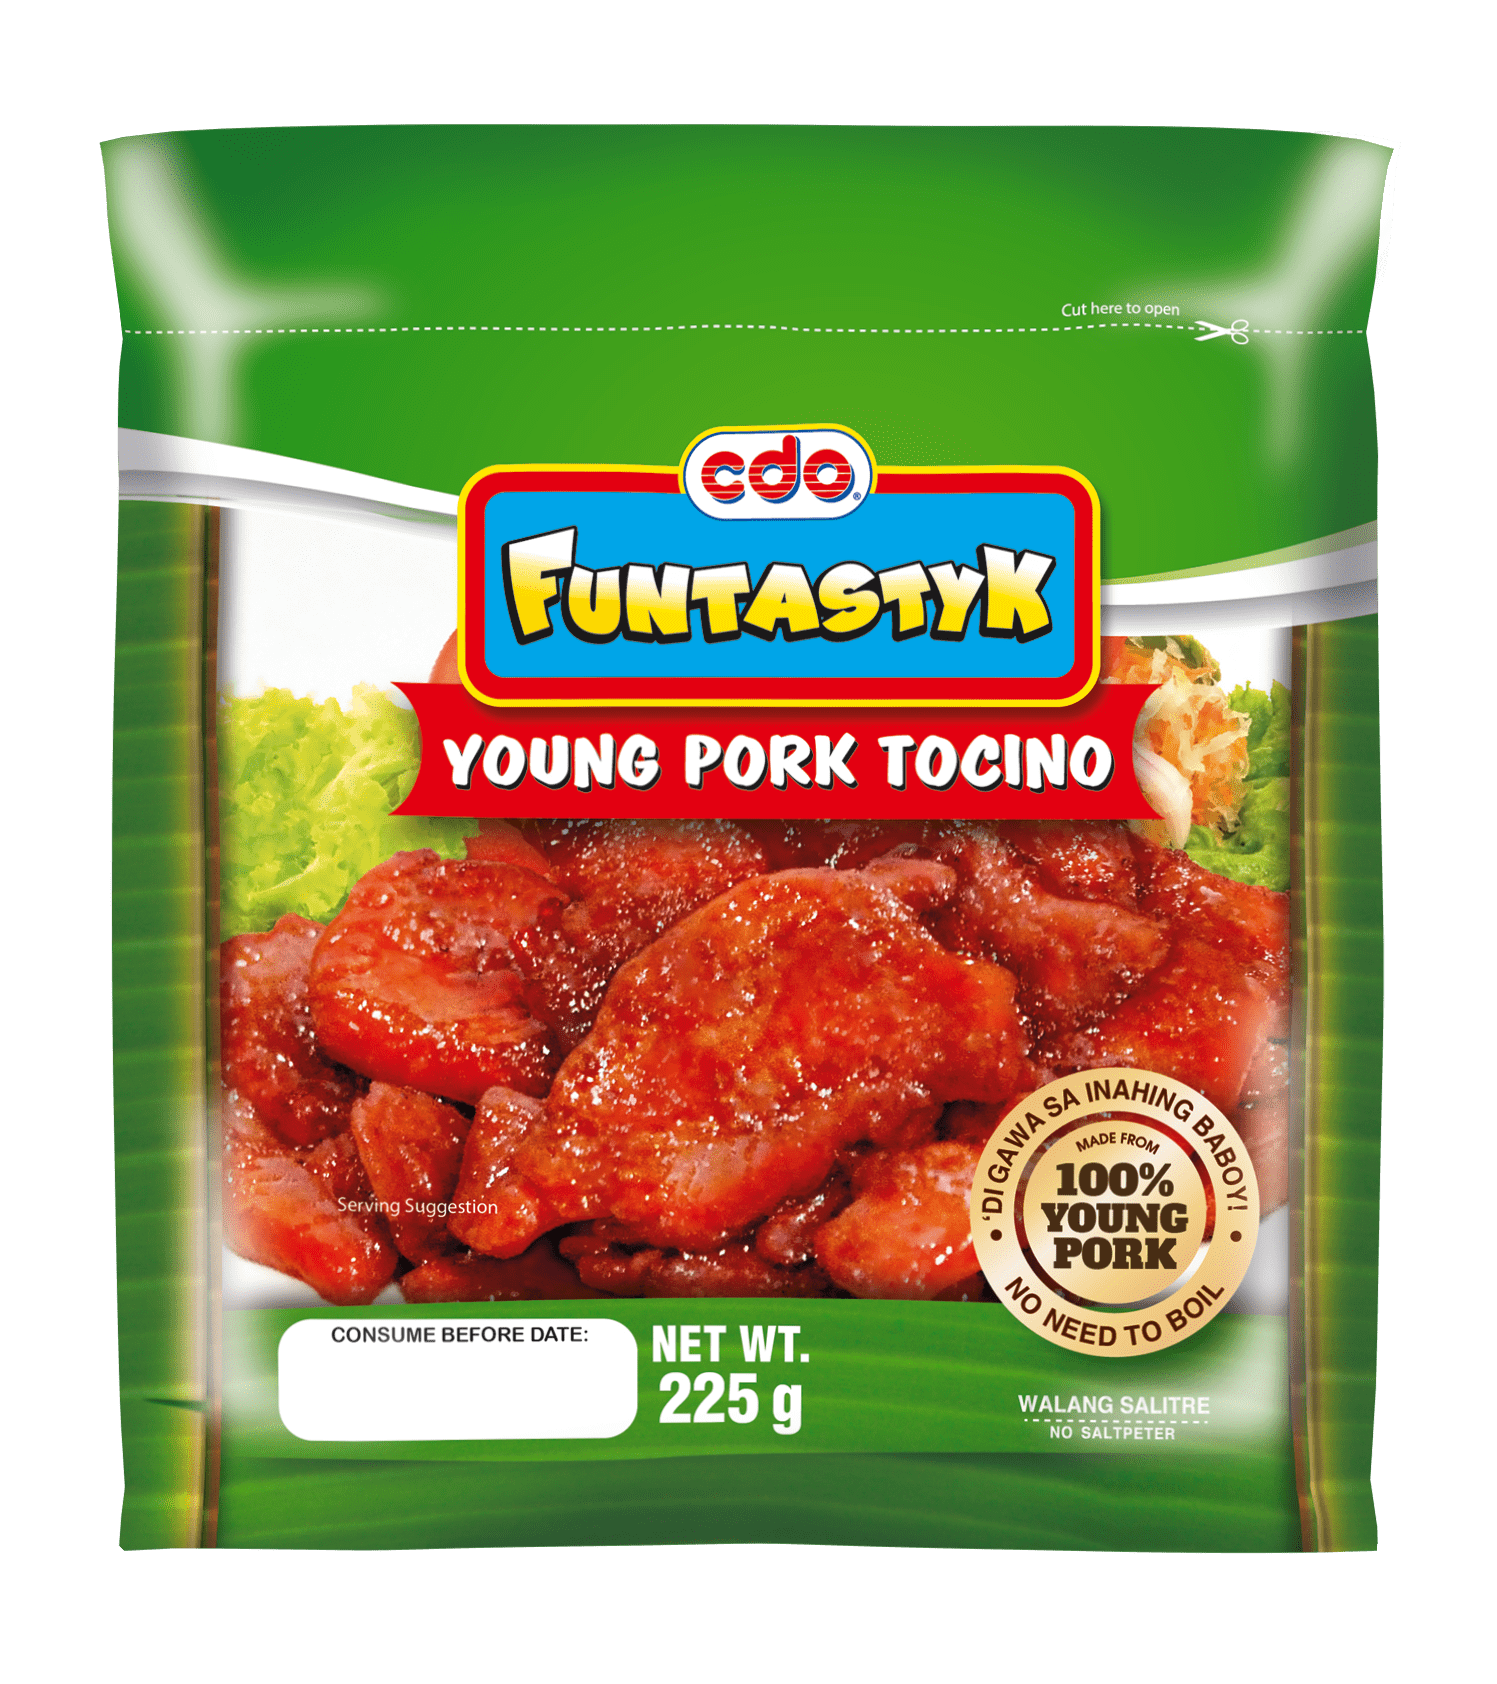 Cut here to open
cdo®
FUNTASTYK
YOUNG PORK TOCINO
Serving Suggestion
'DI GAWA SA INAHING BABOY!
MADE FROM
100%
YOUNG
PORK
NO NEED TO BOIL
CONSUME BEFORE DATE:
NET WT.
225 g
WALANG SALITRE
NO SALTPETER